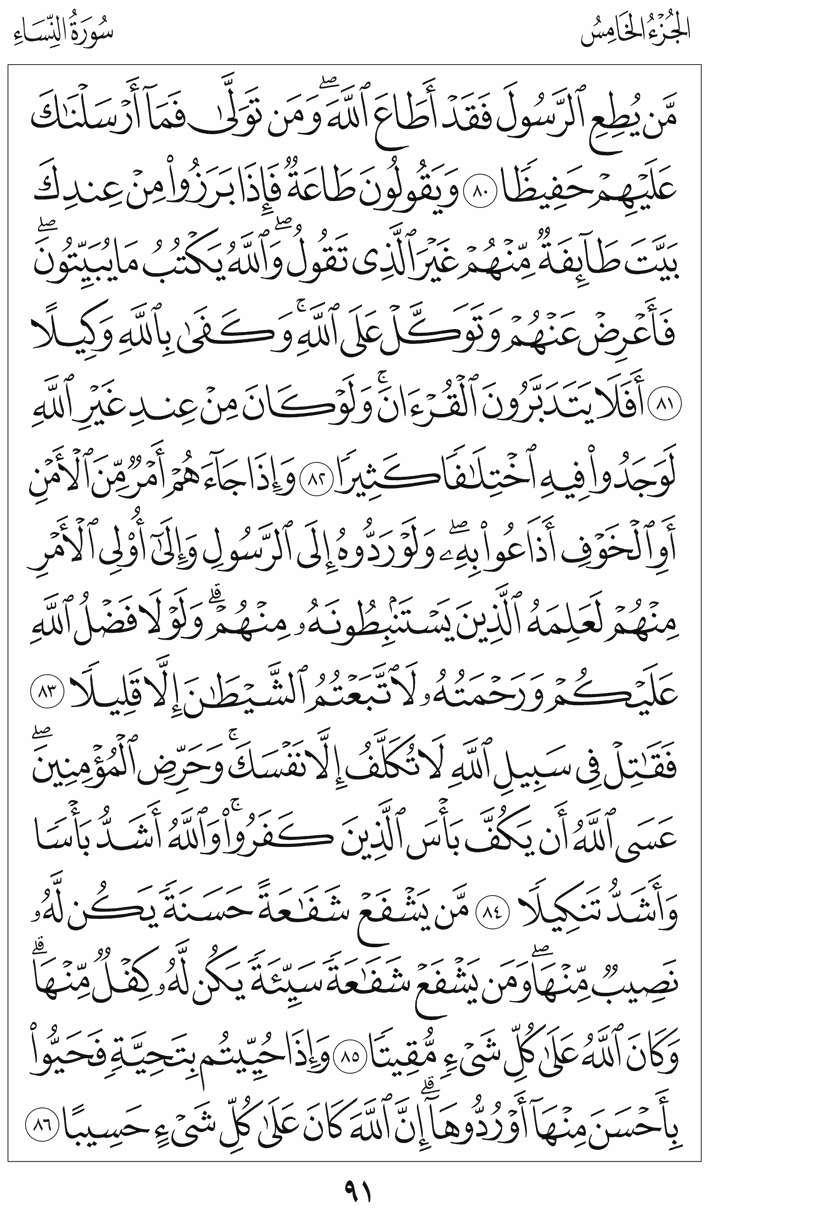 الجُزْءُ الخَامِسُ
سُورَةُ النِّسَاءِ
مَّن يُطِعِ ٱلرَّسُولَ فَقَدْ أَطَاعَ ٱللَّهَۖ وَمَن تَوَلَّىٰ فَمَآ أَرْسَلْنَٰكَ
عَلَيْهِمْ حَفِيظٗا ٨٠ وَيَقُولُونَ طَاعَةٞ فَإِذَا بَرَزُواْ مِنْ عِندِكَ
بَيَّتَ طَآئِفَةٞ مِّنْهُمْ غَيْرَ ٱلَّذِى تَقُولُۖ وَٱللَّهُ يَكْتُبُ مَا يُبَيِّتُونَۖ
فَأَعْرِضْ عَنْهُمْ وَتَوَكَّلْ عَلَى ٱللَّهِۚ وَكَفَىٰ بِٱللَّهِ وَكِيلًا
٨١ أَفَلَا يَتَدَبَّرُونَ ٱلْقُرْءَانَۚ وَلَوْ كَانَ مِنْ عِندِ غَيْرِ ٱللَّهِ
لَوَجَدُواْ فِيهِ ٱخْتِلَٰفٗا كَثِيرٗا ٨٢ وَإِذَا جَآءَهُمْ أَمْرٞ مِّنَ ٱلْأَمْنِ
أَوِ ٱلْخَوْفِ أَذَاعُواْ بِهِۦۖ وَلَوْ رَدُّوهُ إِلَى ٱلرَّسُولِ وَإِلَىٰٓ أُوْلِى ٱلْأَمْرِ
مِنْهُمْ لَعَلِمَهُ ٱلَّذِينَ يَسْتَنۢبِطُونَهُۥ مِنْهُمْۗ وَلَوْلَا فَضْلُ ٱللَّهِ
عَلَيْكُمْ وَرَحْمَتُهُۥ لَٱتَّبَعْتُمُ ٱلشَّيْطَٰنَ إِلَّا قَلِيلٗا ٨٣
فَقَٰتِلْ فِى سَبِيلِ ٱللَّهِ لَا تُكَلَّفُ إِلَّا نَفْسَكَۚ وَحَرِّضِ ٱلْمُؤْمِنِينَۖ
عَسَى ٱللَّهُ أَن يَكُفَّ بَأْسَ ٱلَّذِينَ كَفَرُواْۚ وَٱللَّهُ أَشَدُّ بَأْسٗا
وَأَشَدُّ تَنكِيلٗا ٨٤ مَّن يَشْفَعْ شَفَٰعَةً حَسَنَةٗ يَكُن لَّهُۥ
نَصِيبٞ مِّنْهَاۖ وَمَن يَشْفَعْ شَفَٰعَةٗ سَيِّئَةٗ يَكُن لَّهُۥ كِفْلٞ مِّنْهَاۗ
وَكَانَ ٱللَّهُ عَلَىٰ كُلِّ شَىْءٖ مُّقِيتٗا ٨٥ وَإِذَا حُيِّيتُم بِتَحِيَّةٖ فَحَيُّواْ
بِأَحْسَنَ مِنْهَآ أَوْ رُدُّوهَآۗ إِنَّ ٱللَّهَ كَانَ عَلَىٰ كُلِّ شَىْءٍ حَسِيبًا ٨٦
٩١